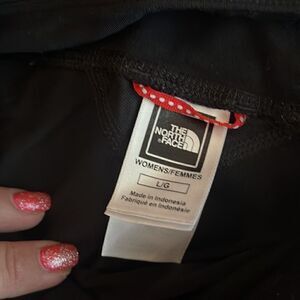 THE
NORTH
FACE
WOMENS/FEMMES
L/G
Made in Indonesia
Fabriqué en Indonésie